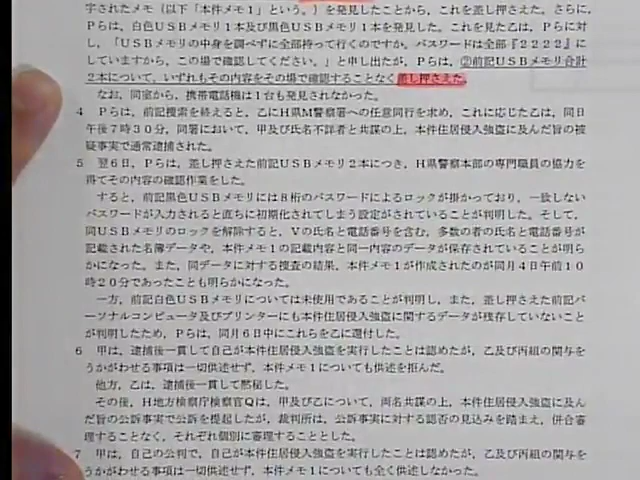 字されたメモ(以下「本件メモ1」という。)を発見したことから、これを差し押さえた。さらに、
Pらは、白色USBメモリ1本及び黒色USBメモリ1本を発見した。これを見た乙は、Pらに対
し、「USBメモリの中身を調べずに全部持って行くのですか。パスワードは全部『2222』に
していますから、この場で確認してください。」と申し出たが、Pらは、②前記USBメモリ合計
2本について、いずれもその内容をその場で確認することなく差し押さえた。
なお、同室から、携帯電話機は1台も発見されなかった。
4 Pらは、前記捜索を終えると、乙にH県M警察署への任意同行を求め、これに応じた乙は、同日
午後7時30分、同署において、甲及び氏名不詳者と共謀の上、本件住居侵入強盗に及んだ旨の被
疑事実で通常逮捕された。
5 翌6日、Pらは、差し押さえた前記USBメモリ2本につき、H県警察本部の専門職員の協力を
得てその内容の確認作業をした。
すると、前記黒色USBメモリには8桁のパスワードによるロックが掛かっており、一致しない
パスワードが入力されると直ちに初期化されてしまう設定がされていることが判明した。そして、
同USBメモリのロックを解除すると、Vの氏名と電話番号を含む、多数の者の氏名と電話番号が
記載された名簿データや、本件メモ1の記載内容と同一内容のデータが保存されていることが明ら
かになった。また、同データに対する捜査の結果、本件メモ1が作成されたのが同月4日午前10
時20分であったことも明らかになった。
一方、前記白色USBメモリについては未使用であることが判明し、また、差し押さえた前記パ
ーソナルコンピュータ及びプリンターにも本件住居侵入強盗に関するデータが残存していないこと
が判明したため、Pらは、同月6日中にこれらを乙に還付した。
6 甲は、逮捕後一貫して自己が本件住居侵入強盗を実行したことは認めたが、乙及び丙組の関与を
うかがわせる事項は一切供述せず、本件メモ1についても供述を拒んだ。
他方、乙は、逮捕後一貫して黙秘した。
その後、H地方検察庁検察官Qは、甲及び乙について、両名共謀の上、本件住居侵入強盗に及ん
だ旨の公訴事実で公訴を提起したが、裁判所は、公訴事実に対する認否の見込みを踏まえ、併合審
理することなく、それぞれ個別に審理することとした。
7 甲は、自己の公判で、自己が本件住居侵入強盗を実行したことは認めたが、乙及び丙組の関与を
うかがわせる事項は一切供述せず、本件メモ1についても全く供述しなかった。